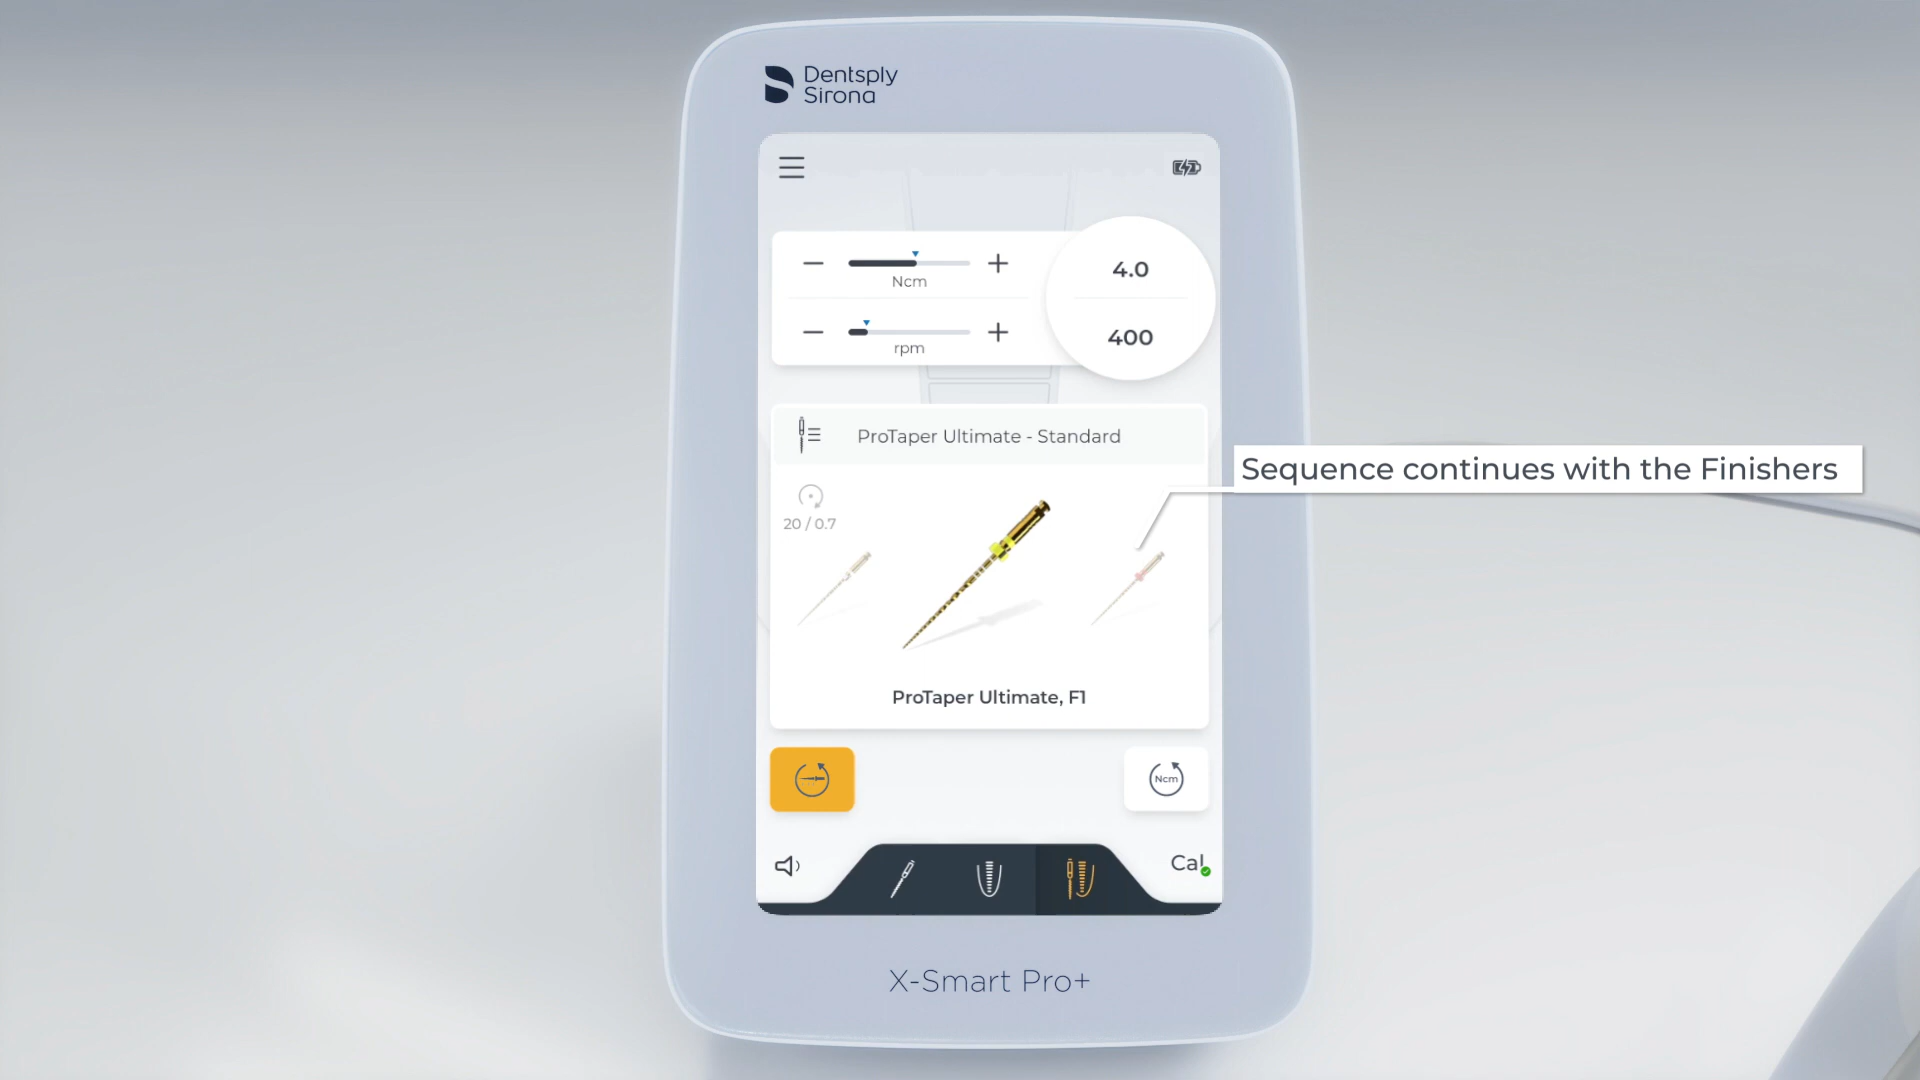 Dentsply
Sirona
Ncm
4.0
rpm
400
ProTaper Ultimate - Standard
Sequence continues with the Finishers
20 / 0.7
ProTaper Ultimate, F1
Ncm
Cal
X-Smart Pro+